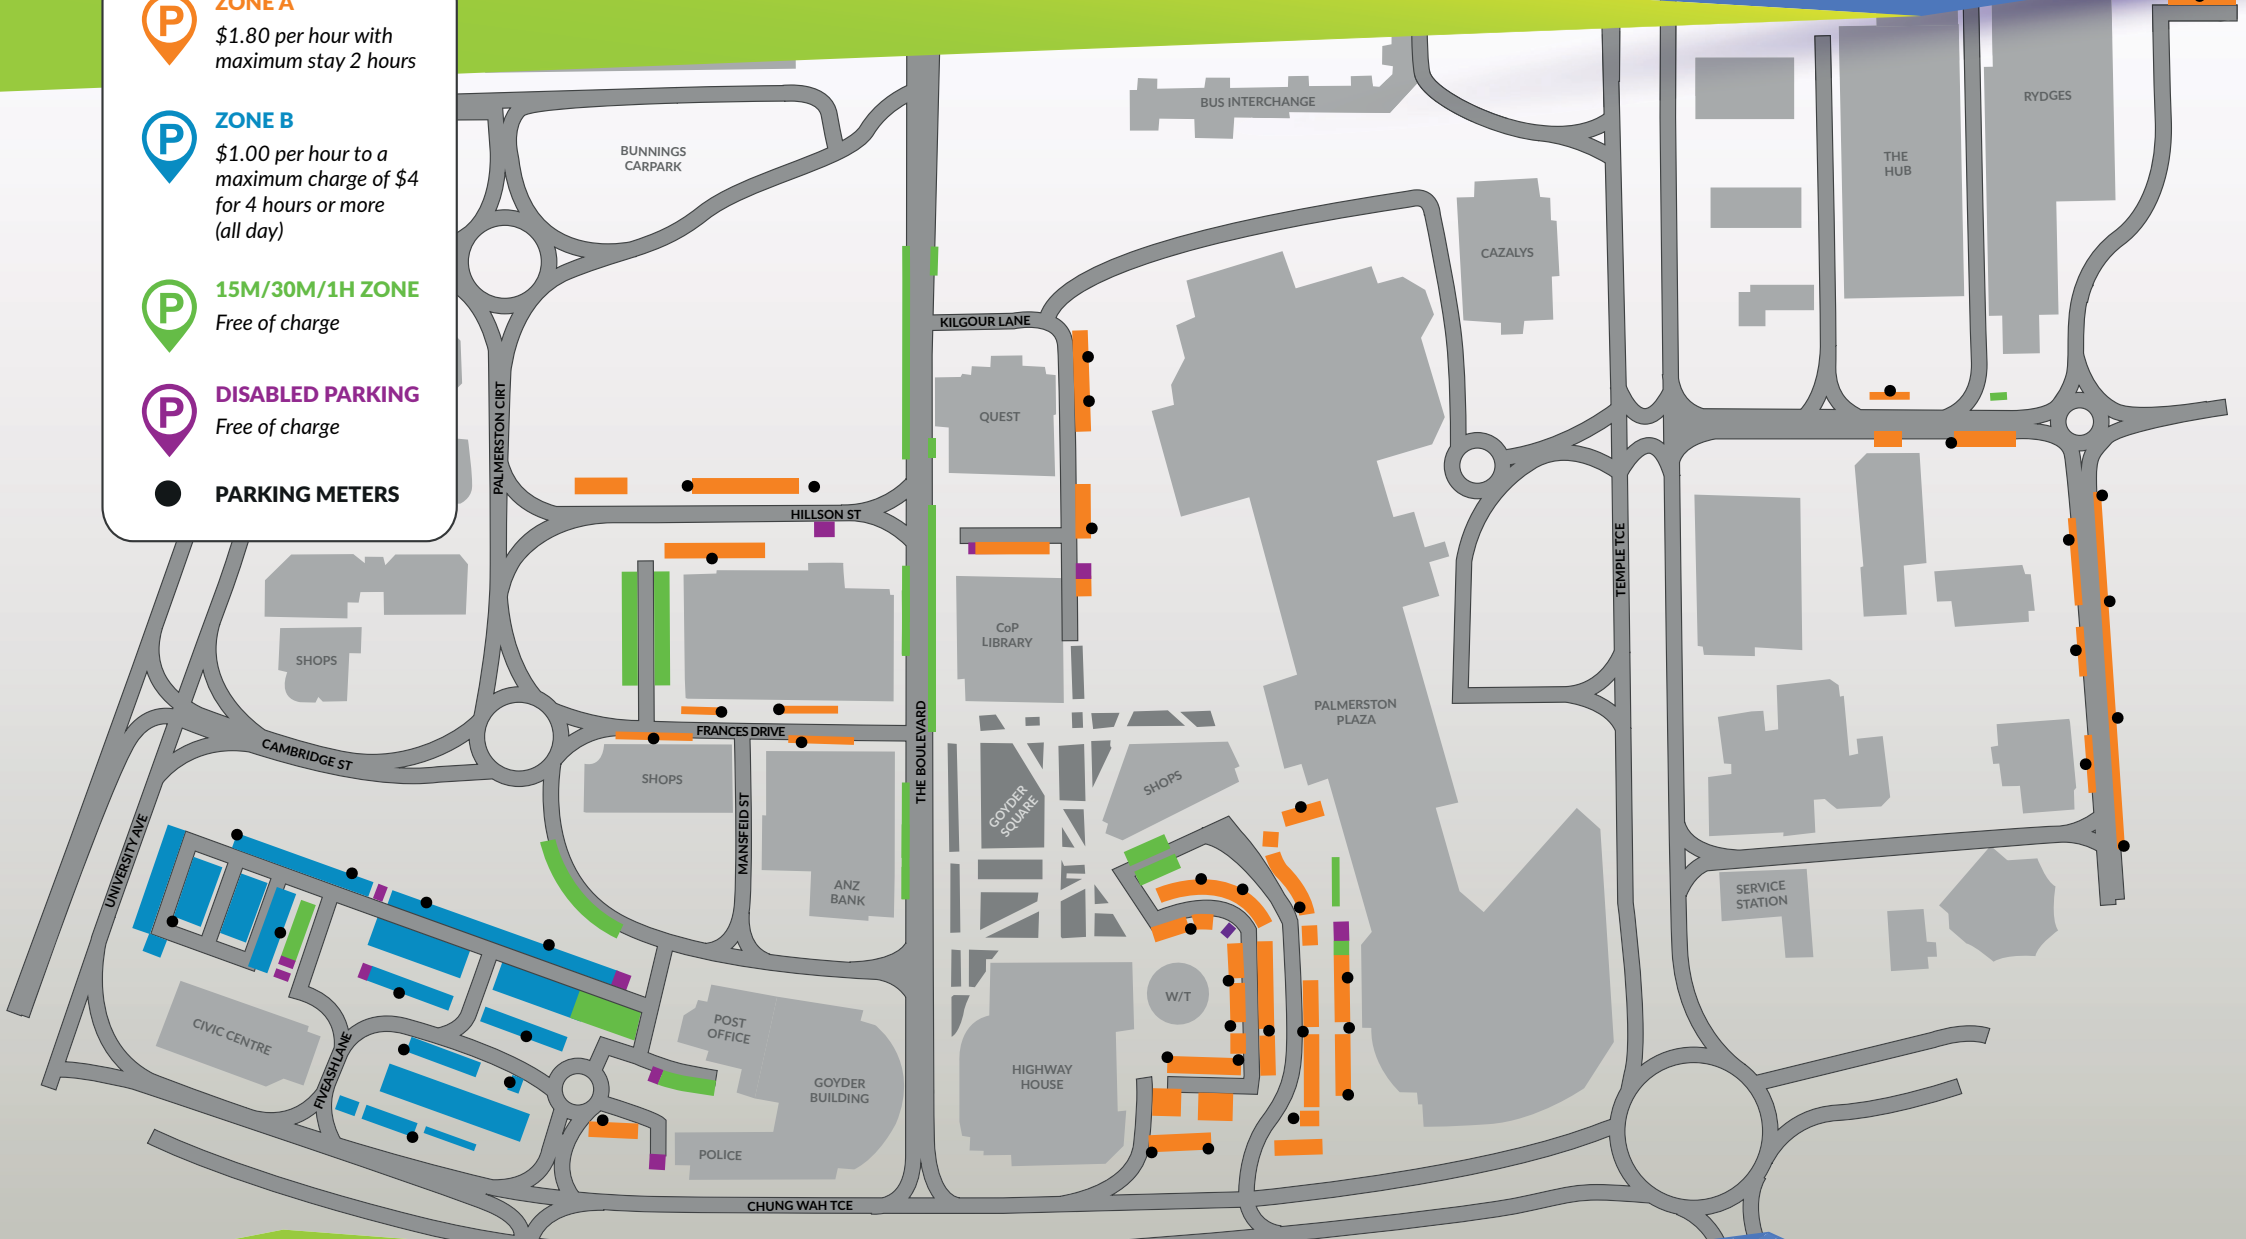 ZONE A
$1.80 per hour with
maximum stay 2 hours
P
ZONE B
$1.00 per hour to a
maximum charge of $4
for 4 hours or more
(all day)
P
15M/30M/1H ZONE
Free of charge
P
DISABLED PARKING
Free of charge
P
PARKING METERS
BUNNINGS
CARPARK
BUS INTERCHANGE
CAZALYS
THE
HUB
RYDGES
KILGOUR LANE
QUEST
PALMERSTON CIRT
HILLSON ST
TEMPLE TCE
SHOPS
CoP
LIBRARY
PALMERSTON
PLAZA
THE BOULEVARD
FRANCES DRIVE
CAMBRIDGE ST
SHOPS
MANSFEID ST
GOYDER
SQUARE
SHOPS
UNIVERSITY AVE
ANZ
BANK
SERVICE
STATION
CIVIC CENTRE
POST
OFFICE
W/T
FIVEASH LANE
GOYDER
BUILDING
HIGHWAY
HOUSE
POLICE
CHUNG WAH TCE